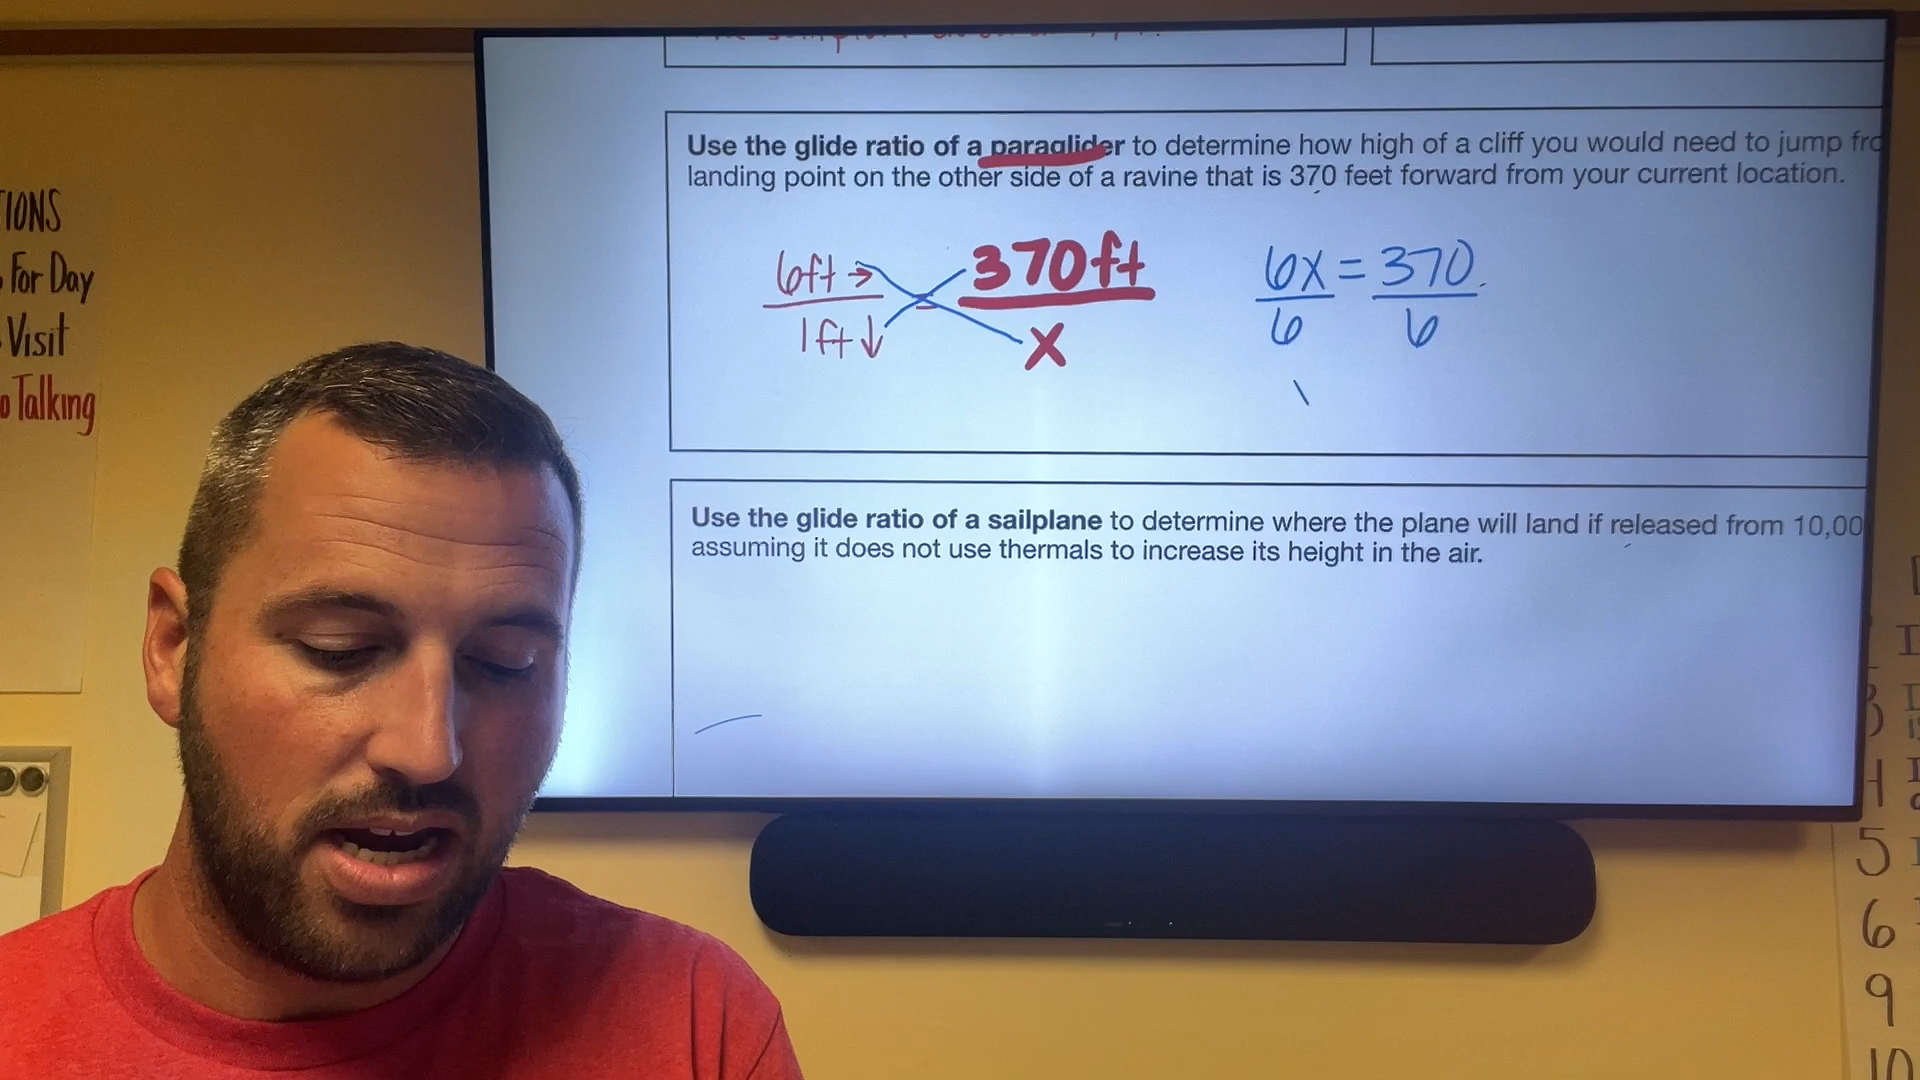 Use the glide ratio of a paraglider to determine how high of a cliff you would need to jump
landing point on the other side of a ravine that is 370 feet forward from your current location.
6ft → 370ft
1ft ↓ X
6x = 370
6 6
Use the glide ratio of a sailplane to determine where the plane will land if released from 10,00
assuming it does not use thermals to increase its height in the air.
IONS
For Day
Visit
Talking
5
6
9
10